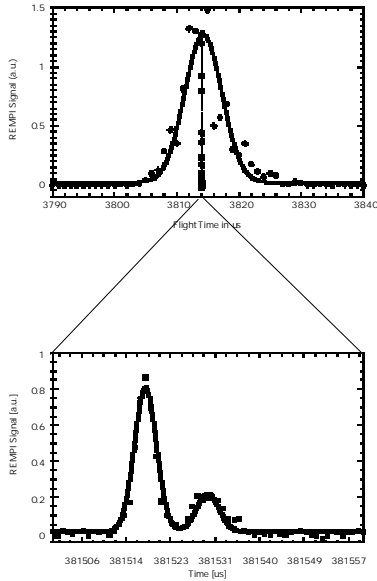 1.5
1
0.5
0
REMPI Signal (a.u.)
3790 3800 3810 3820 3830 3840
Flight Time in us
1
0.8
0.6
0.4
0.2
0
REMPI Signal [a.u.]
381506 381514 381523 381531 381540 381549 381557
Time [us]